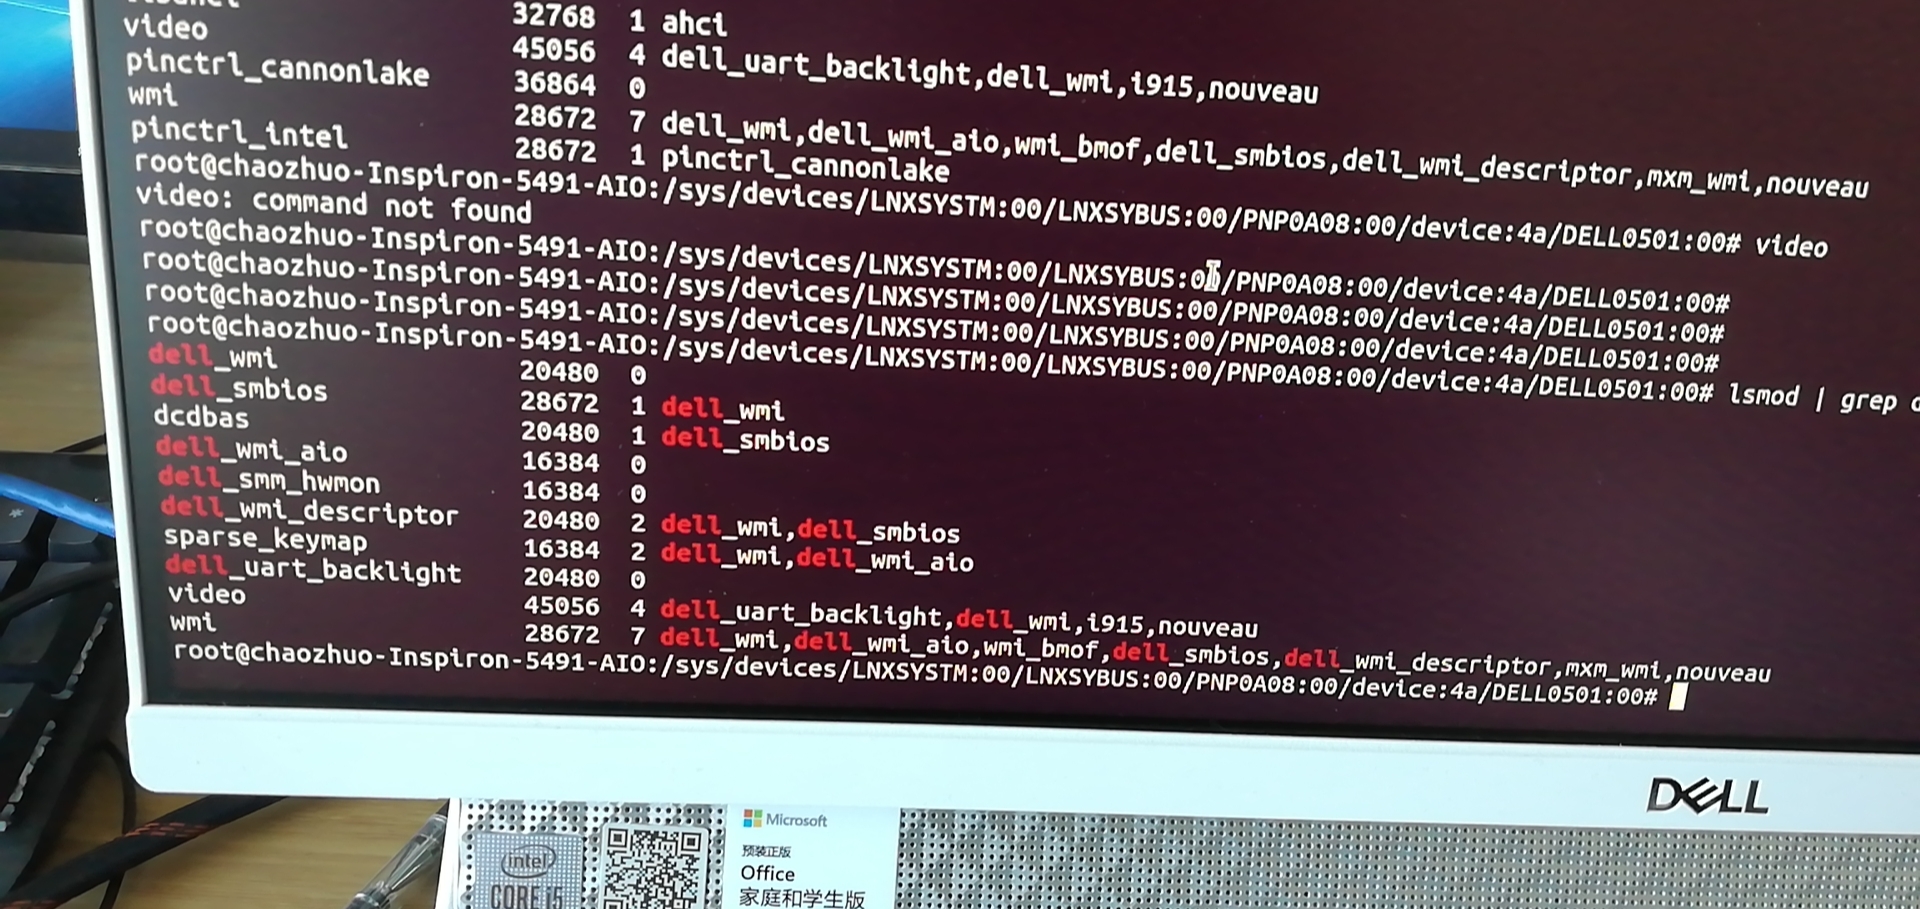 video 32768 1 ahci
pinctrl_cannonlake 45056 4 dell_uart_backlight,dell_wmi,i915,nouveau
wmi 36864 0
pinctrl_intel 28672 7 dell_wmi,dell_wmi_aio,wmi_bmof,dell_smbios,dell_wmi_descriptor,mxm_wmi,nouveau
28672 1 pinctrl_cannonlake
root@chaozhuo-Inspiron-5491-AIO:/sys/devices/LNXSYSTM:00/LNXSYBUS:00/PNP0A08:00/device:4a/DELL0501:00# video
video: command not found
root@chaozhuo-Inspiron-5491-AIO:/sys/devices/LNXSYSTM:00/LNXSYBUS:00/PNP0A08:00/device:4a/DELL0501:00#
root@chaozhuo-Inspiron-5491-AIO:/sys/devices/LNXSYSTM:00/LNXSYBUS:00/PNP0A08:00/device:4a/DELL0501:00#
root@chaozhuo-Inspiron-5491-AIO:/sys/devices/LNXSYSTM:00/LNXSYBUS:00/PNP0A08:00/device:4a/DELL0501:00#
root@chaozhuo-Inspiron-5491-AIO:/sys/devices/LNXSYSTM:00/LNXSYBUS:00/PNP0A08:00/device:4a/DELL0501:00# lsmod | grep
dell_wmi 20480 0
dell_smbios 28672 1 dell_wmi
dcdbas 20480 1 dell_smbios
dell_wmi_aio 16384 0
dell_smm_hwmon 16384 0
dell_wmi_descriptor 20480 2 dell_wmi,dell_smbios
sparse_keymap 16384 2 dell_wmi,dell_wmi_aio
dell_uart_backlight 20480 0
video 45056 4 dell_uart_backlight,dell_wmi,i915,nouveau
wmi 28672 7 dell_wmi,dell_wmi_aio,wmi_bmof,dell_smbios,dell_wmi_descriptor,mxm_wmi,nouveau
root@chaozhuo-Inspiron-5491-AIO:/sys/devices/LNXSYSTM:00/LNXSYBUS:00/PNP0A08:00/device:4a/DELL0501:00#
DELL
Microsoft
预装正版
Office
家庭和学生版
intel
CORE i5